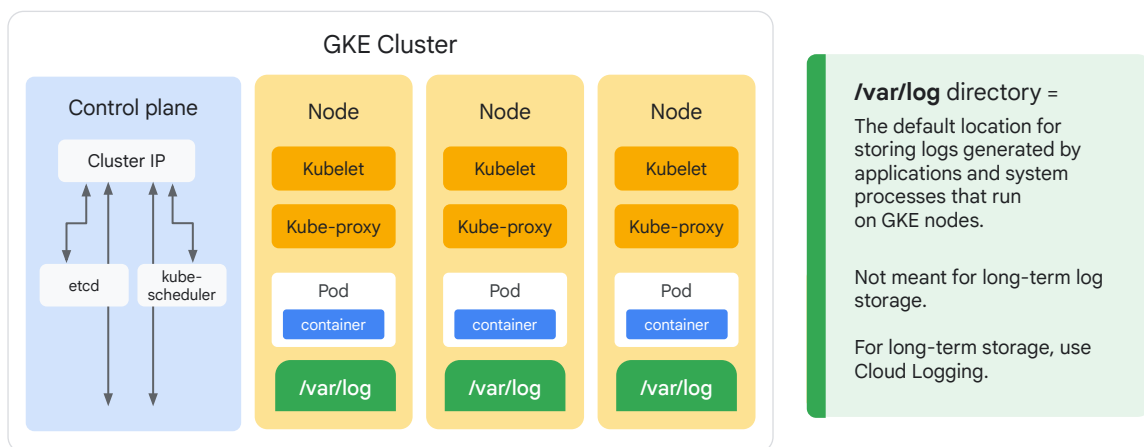 GKE Cluster
Control plane
Cluster IP
etcd
kube-
scheduler
Node
Kubelet
Kube-proxy
Pod
container
/var/log
Node
Kubelet
Kube-proxy
Pod
container
/var/log
Node
Kubelet
Kube-proxy
Pod
container
/var/log
/var/log directory =
The default location for
storing logs generated by
applications and system
processes that run
on GKE nodes.
Not meant for long-term log
storage.
For long-term storage, use
Cloud Logging.